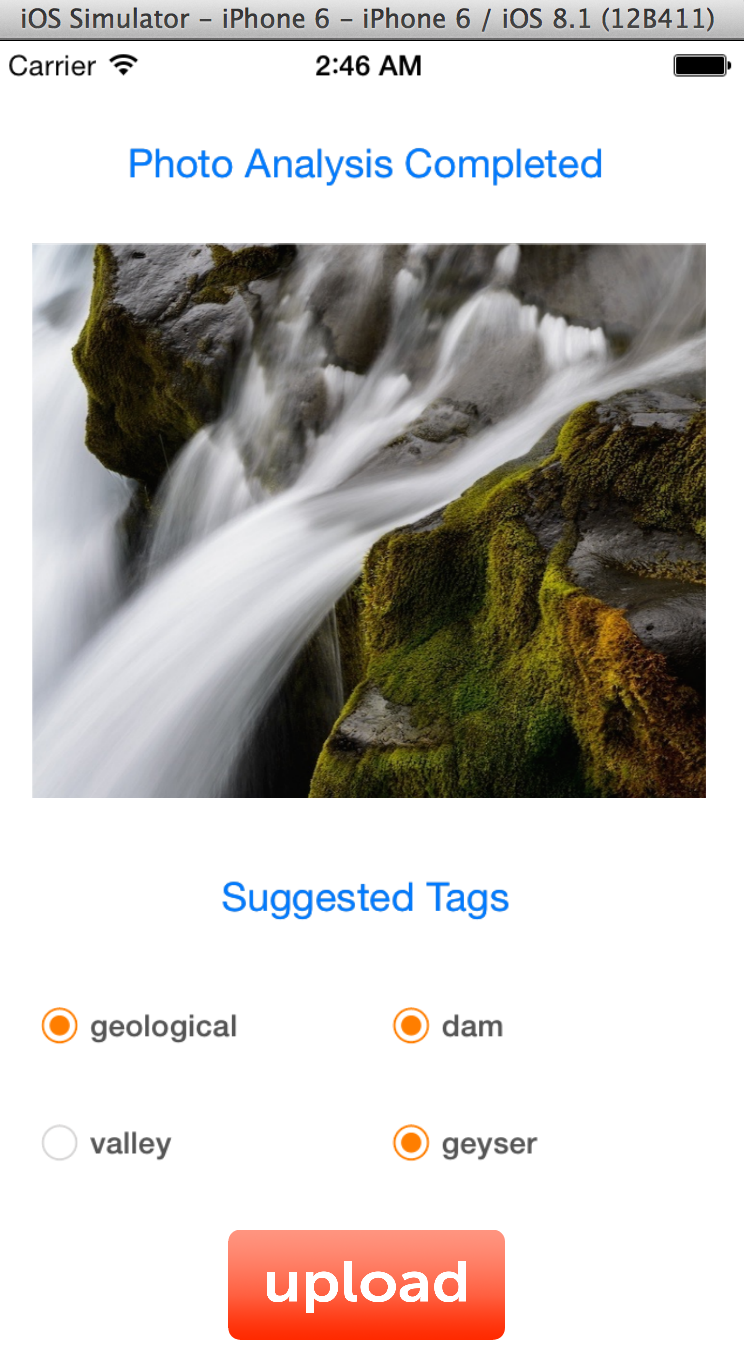 iOS Simulator – iPhone 6 – iPhone 6 / iOS 8.1 (12B411)
Carrier 2:46 AM
Photo Analysis Completed
Suggested Tags
geological dam
valley geyser
upload